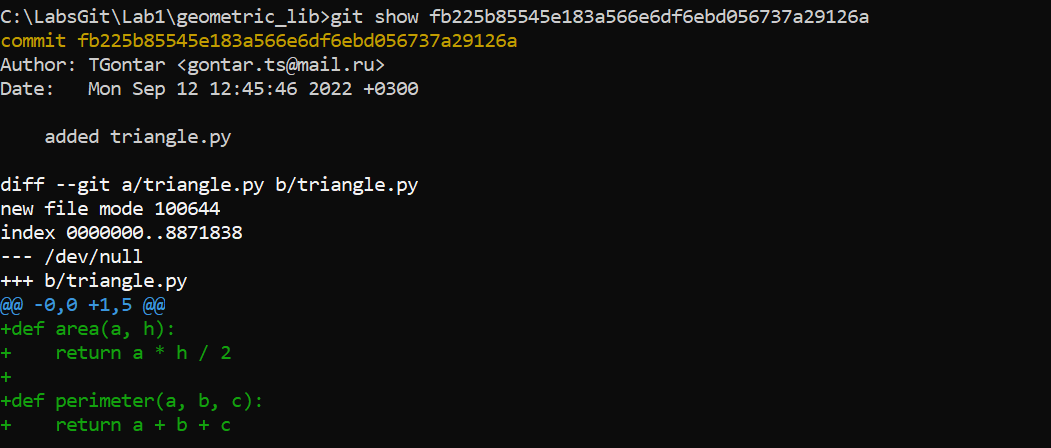 C:\LabsGit\Lab1\geometric_lib>git show fb225b85545e183a566e6df6ebd056737a29126a
commit fb225b85545e183a566e6df6ebd056737a29126a
Author: TGontar <gontar.ts@mail.ru>
Date:   Mon Sep 12 12:45:46 2022 +0300
    added triangle.py
diff --git a/triangle.py b/triangle.py
new file mode 100644
index 0000000..8871838
--- /dev/null
+++ b/triangle.py
@@ -0,0 +1,5 @@
+def area(a, h):
+    return a * h / 2
+
+def perimeter(a, b, c):
+    return a + b + c